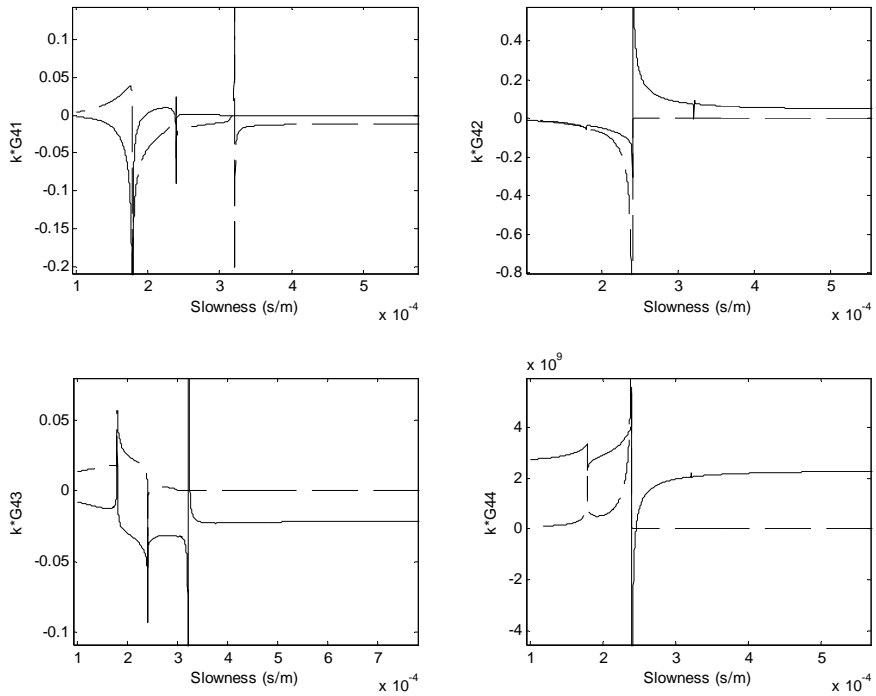 0.1
0.05
0
-0.05
-0.1
-0.15
-0.2
k*G41
1 2 3 4 5
Slowness (s/m)
x 10-4
0.4
0.2
0
-0.2
-0.4
-0.6
-0.8
k*G42
2 3 4 5
Slowness (s/m)
x 10-4
0.05
0
-0.05
-0.1
k*G43
1 2 3 4 5 6 7
Slowness (s/m)
x 10-4
x 10^9
4
2
0
-2
-4
k*G44
1 2 3 4 5
Slowness (s/m)
x 10-4